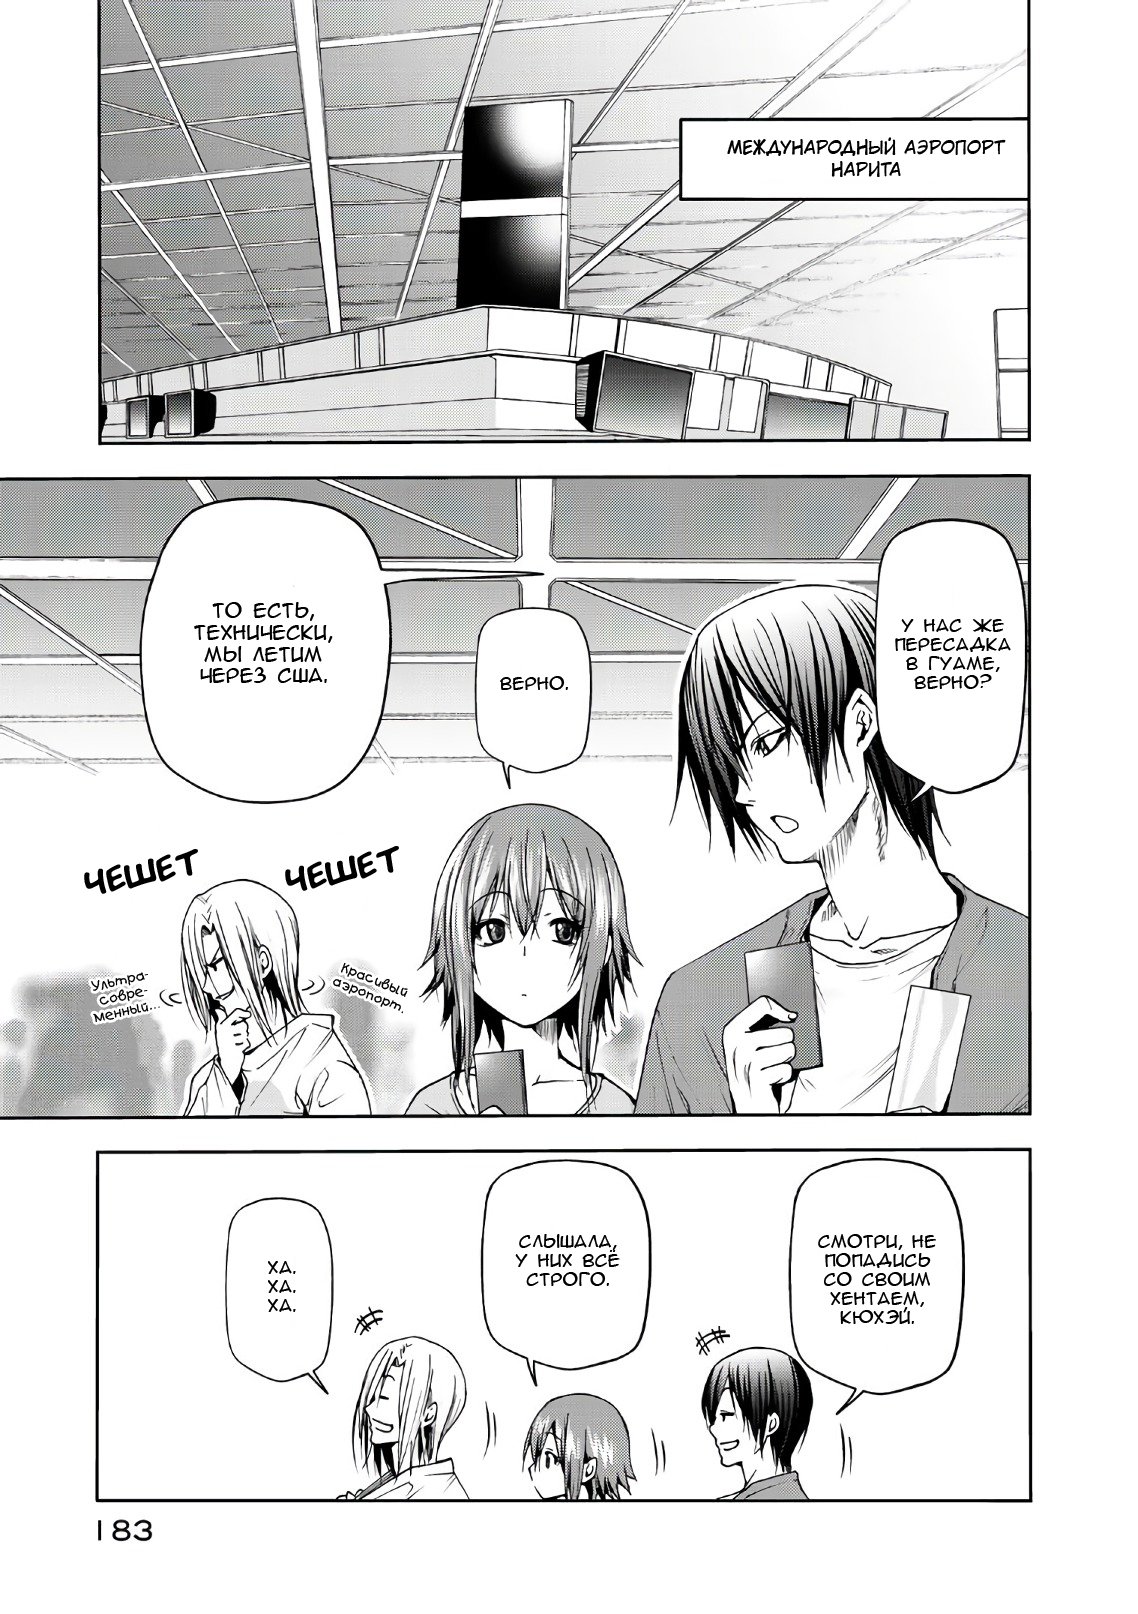 МЕЖДУНАРОДНЫЙ АЭРОПОРТ
НАРИТА
У НАС ЖЕ
ПЕРЕСАДКА
В ГУАМЕ,
ВЕРНО?
ВЕРНО.
ТО ЕСТЬ,
ТЕХНИЧЕСКИ,
МЫ ЛЕТИМ
ЧЕРЕЗ США.
ЧЕШЕТ
ЧЕШЕТ
Красивый
аэропорт.
Ультра-
совре-
менный...
СМОТРИ, НЕ
ПОПАДИСЬ
СО СВОИМ
ХЕНТАЕМ,
КЮХЭЙ.
СЛЫШАЛА,
У НИХ ВСЁ
СТРОГО.
ХА.
ХА.
ХА.
183